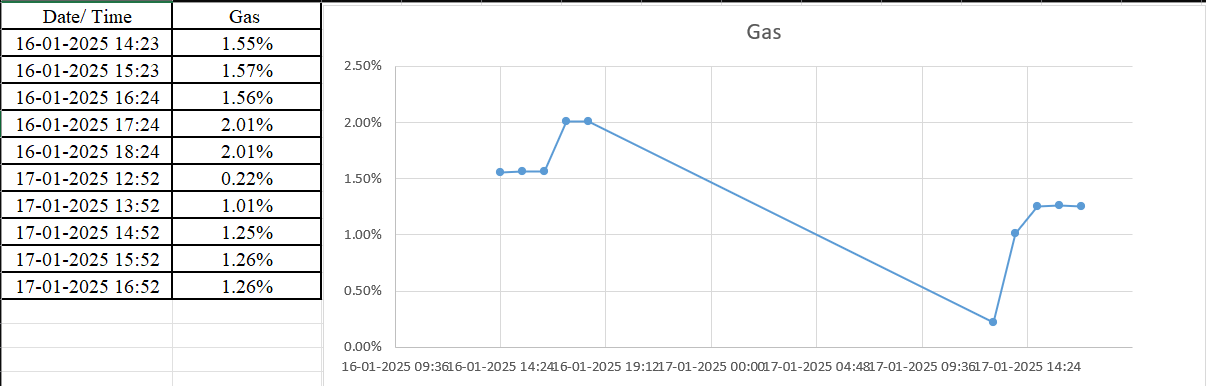 Date/ Time Gas
16-01-2025 14:23 1.55%
16-01-2025 15:23 1.57%
16-01-2025 16:24 1.56%
16-01-2025 17:24 2.01%
16-01-2025 18:24 2.01%
17-01-2025 12:52 0.22%
17-01-2025 13:52 1.01%
17-01-2025 14:52 1.25%
17-01-2025 15:52 1.26%
17-01-2025 16:52 1.26%
Gas
2.50%
2.00%
1.50%
1.00%
0.50%
0.00%
16-01-2025 09:36 16-01-2025 14:24 16-01-2025 19:12 17-01-2025 00:00 17-01-2025 04:48 17-01-2025 09:36 17-01-2025 14:24